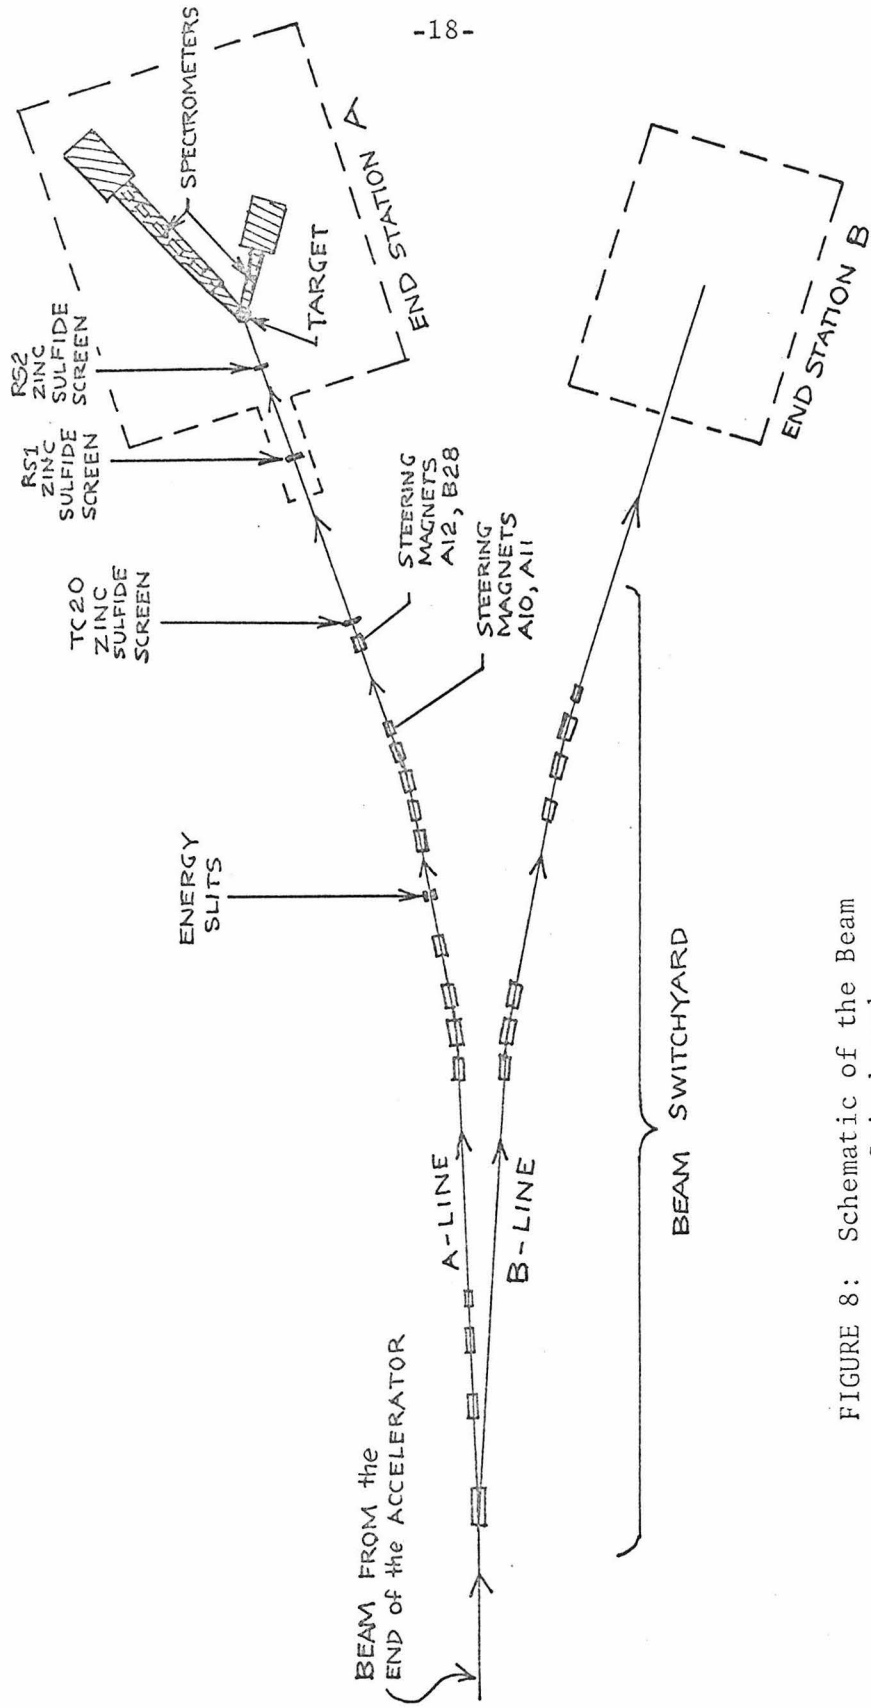 -18-
RS2
ZINC
SULFIDE
SCREEN
RS1
ZINC
SULFIDE
SCREEN
TC20
ZINC
SULFIDE
SCREEN
ENERGY
SLITS
SPECTROMETERS
TARGET
END STATION A
STEERING
MAGNETS
A12, B28
STEERING
MAGNETS
A10, A11
BEAM FROM the
END of the ACCELERATOR
A-LINE
B-LINE
END STATION B
BEAM SWITCHYARD
FIGURE 8: Schematic of the Beam